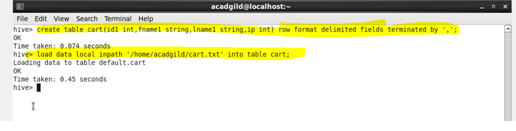 acadgild@localhost:~
File Edit View Search Terminal Help
hive> create table cart(id1 int,fname1 string,lname1 string,ip int) row format delimited fields terminated by ',';
OK
Time taken: 0.074 seconds
hive> load data local inpath '/home/acadgild/cart.txt' into table cart;
Loading data to table default.cart
OK
Time taken: 0.45 seconds
hive>